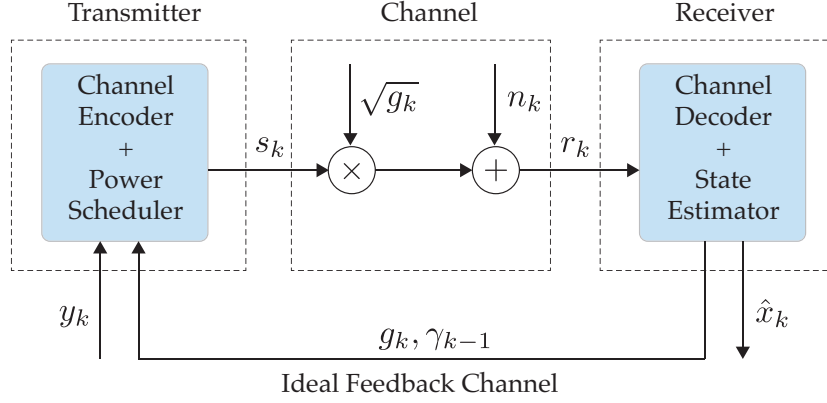 Transmitter
Channel
Receiver
Channel
Encoder
+
Power
Scheduler
s_k
√g_k
×
n_k
+
r_k
Channel
Decoder
+
State
Estimator
y_k
g_k, γ_{k−1}
x̂_k
Ideal Feedback Channel